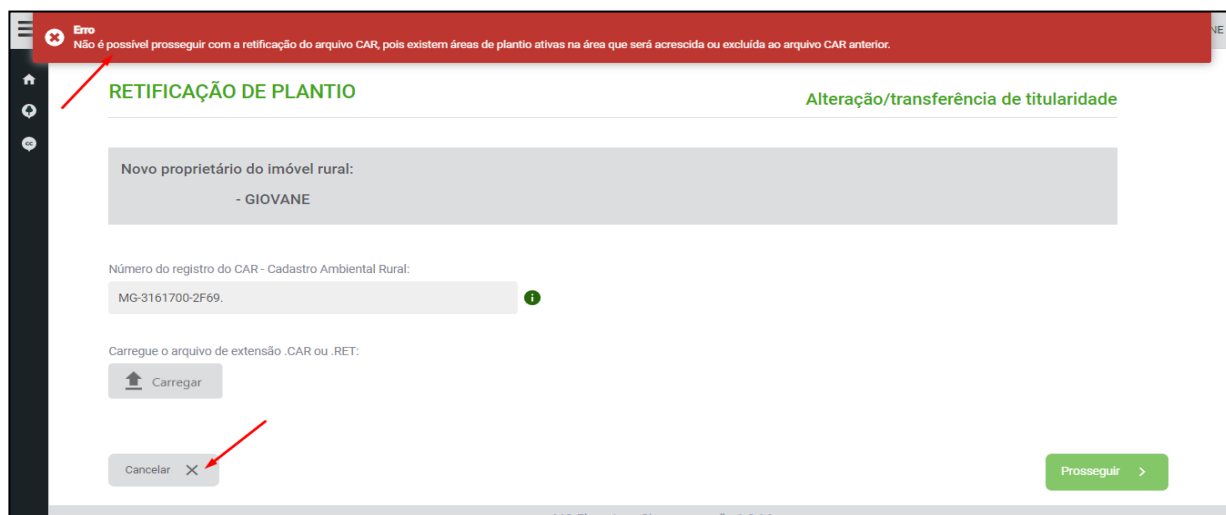 Erro
NE
Não é possível prosseguir com a retificação do arquivo CAR, pois existem áreas de plantio ativas na área que será acrescida ou excluída ao arquivo CAR anterior.
RETIFICAÇÃO DE PLANTIO
Alteração/transferência de titularidade
Novo proprietário do imóvel rural:
- GIOVANE
Número do registro do CAR - Cadastro Ambiental Rural:
MG-3161700-2F69.
Carregue o arquivo de extensão .CAR ou .RET:
Carregar
Cancelar
Prosseguir